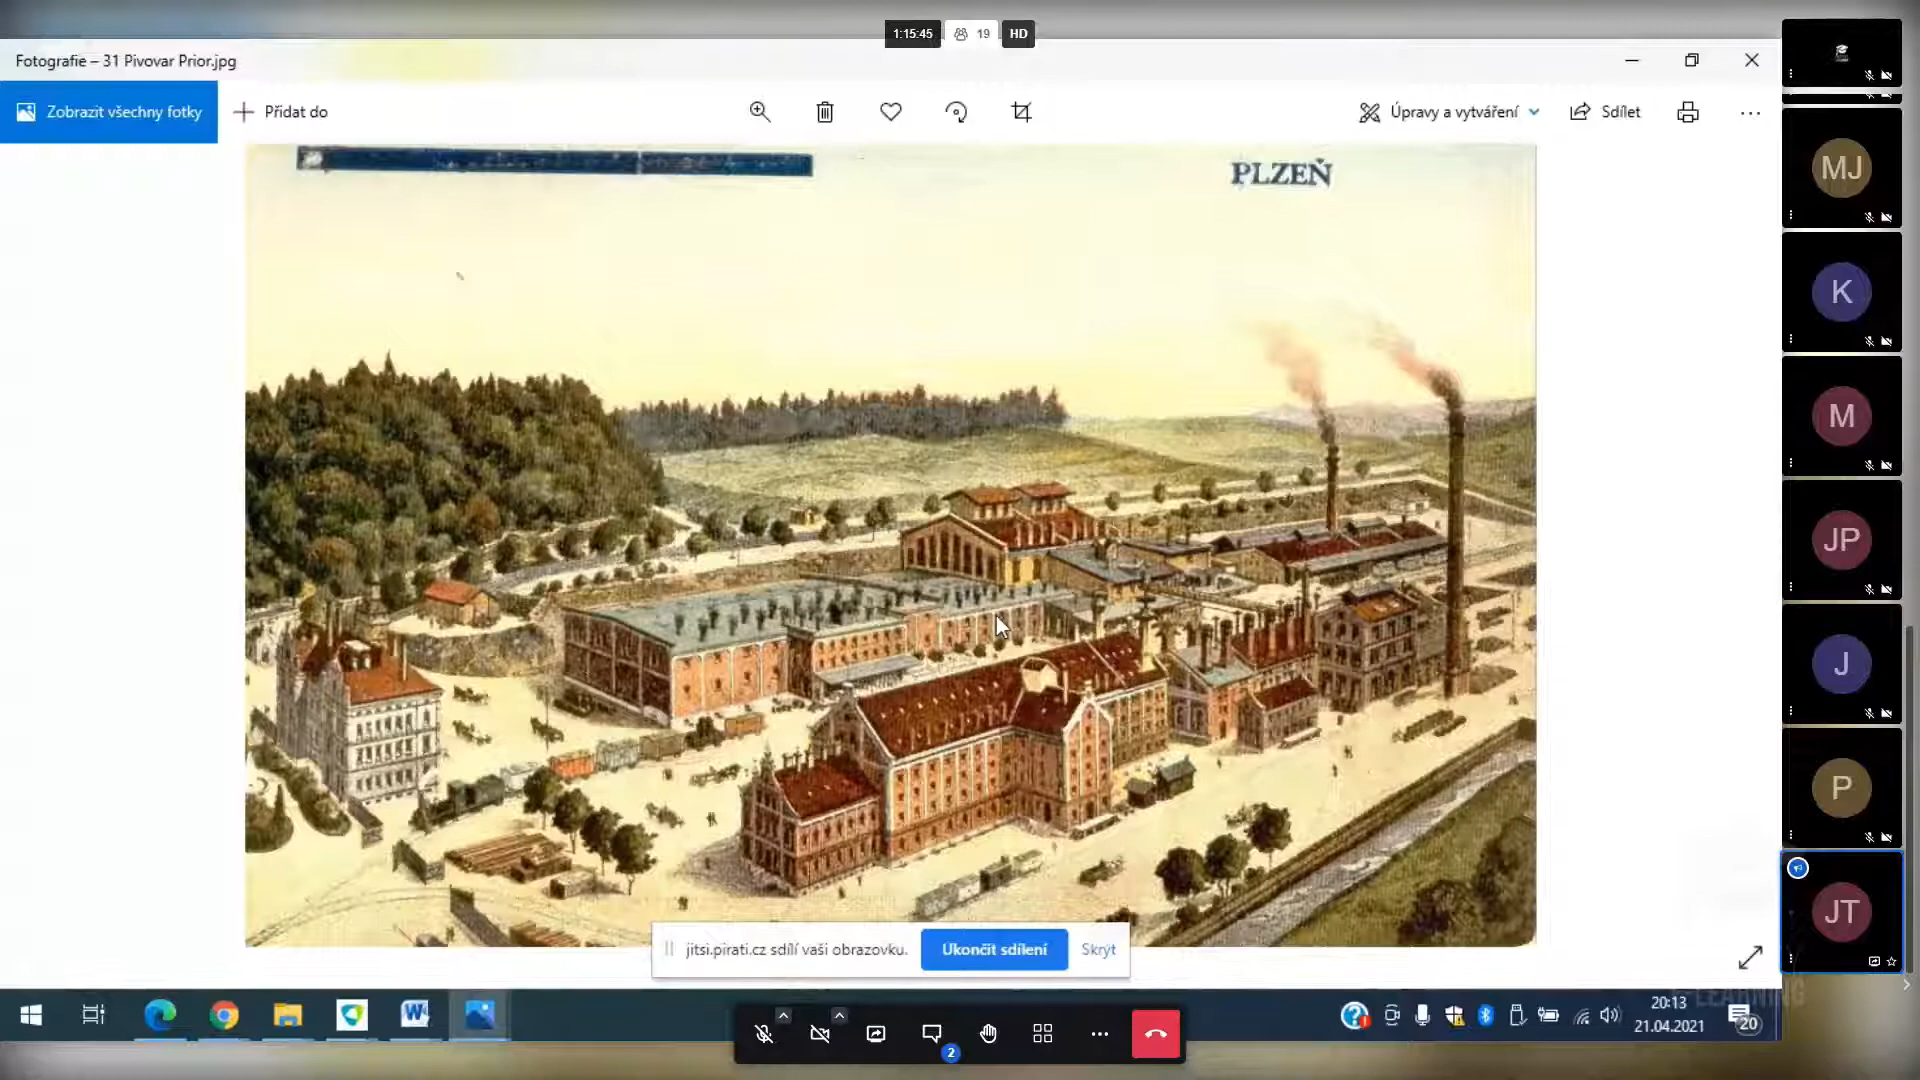 1:15:45
19
HD
Fotografie – 31 Pivovar Prior.jpg
Zobrazit všechny fotky
Přidat do
Úpravy a vytváření
Sdílet
PLZEŇ
MJ
K
M
JP
J
P
JT
jitsi.pirati.cz sdílí vaši obrazovku.
Ukončit sdílení
Skrýt
E-LEARNING
20:13
21.04.2021
20
2